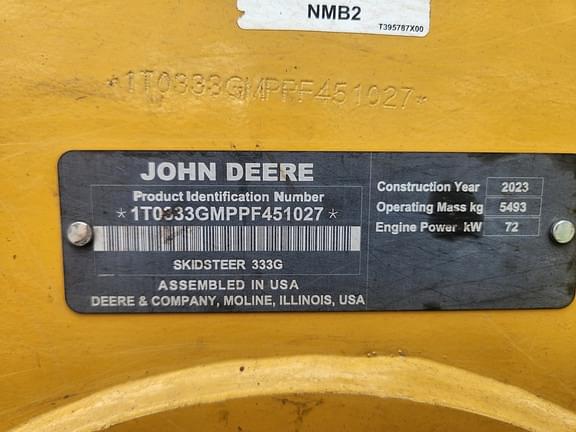 NMB2
T395787X00
*1T0333GMPPF451027*
JOHN DEERE
Product Identification Number
*1T0333GMPPF451027*
SKIDSTEER 333G
ASSEMBLED IN USA
DEERE & COMPANY, MOLINE, ILLINOIS, USA
Construction Year 2023
Operating Mass kg 5493
Engine Power kW 72